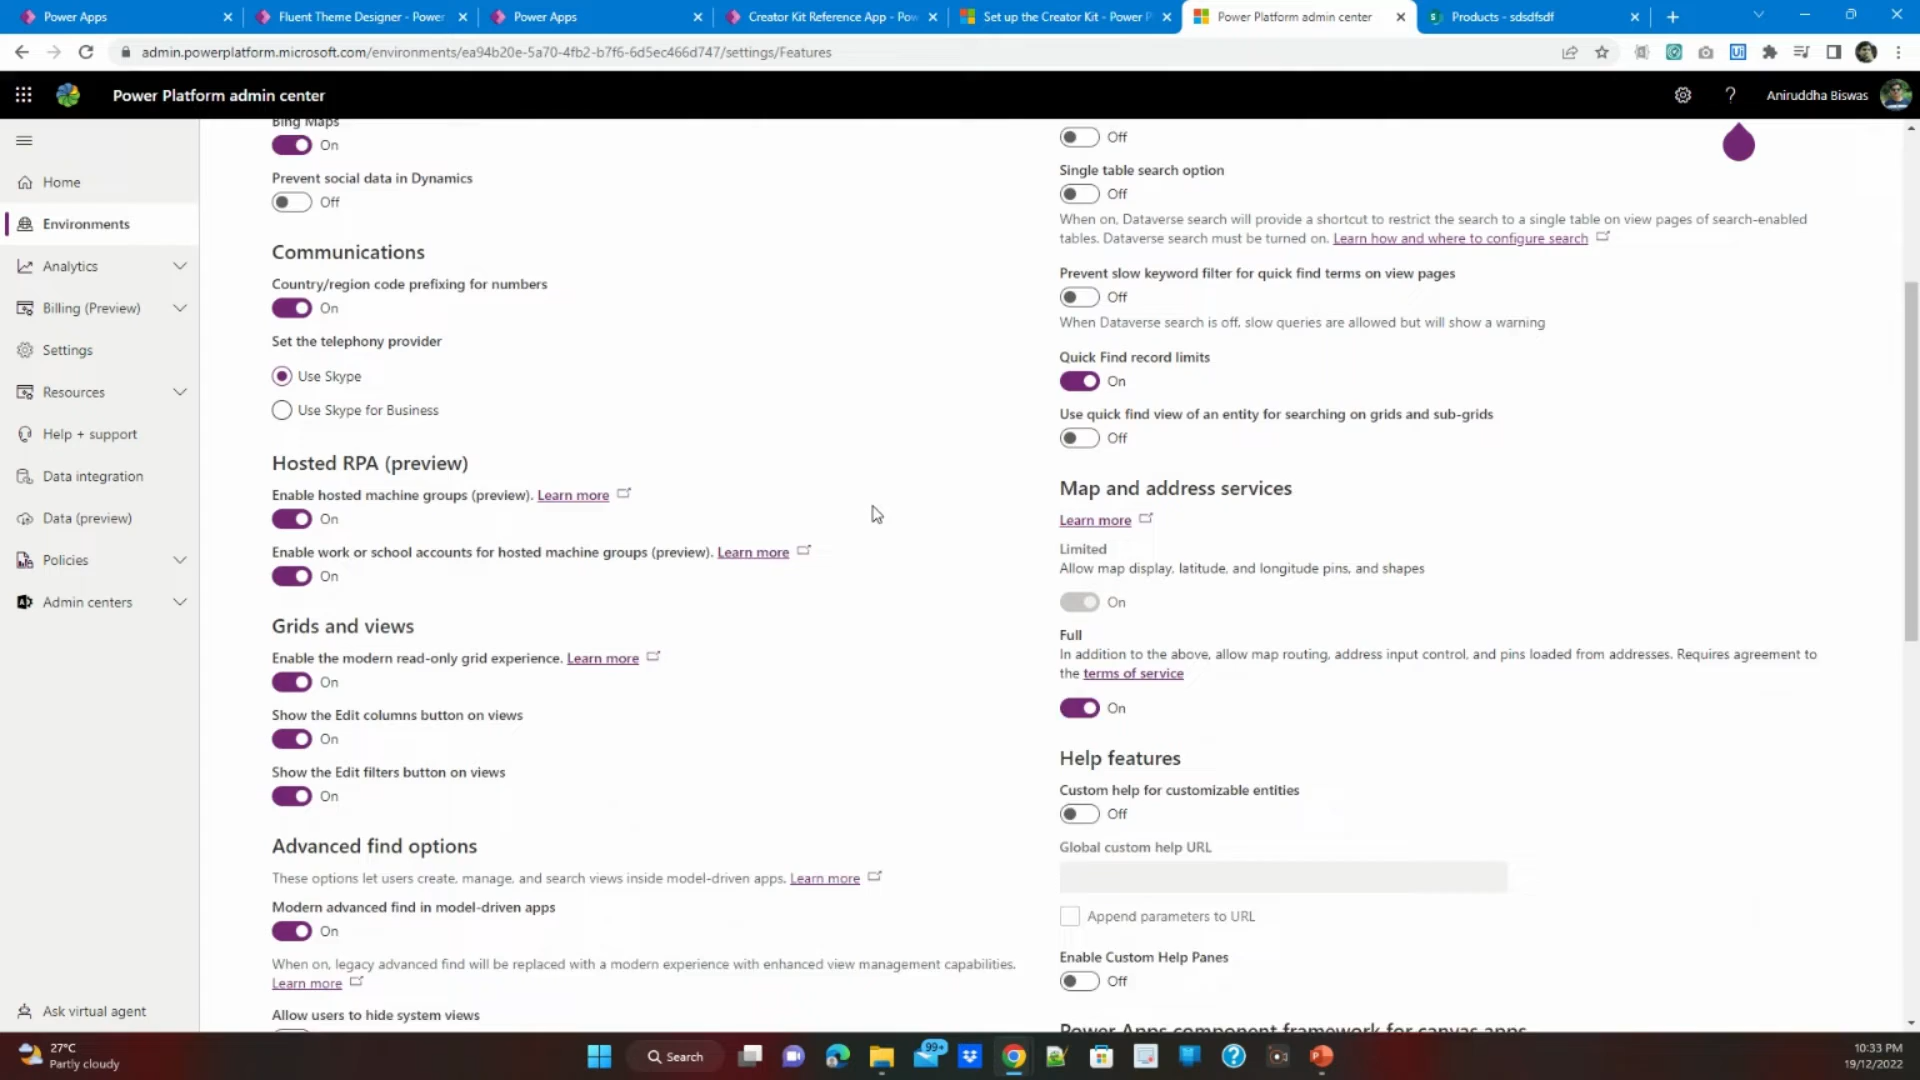 Power Apps
Fluent Theme Designer - Power
Power Apps
Creator Kit Reference App - Pow
Set up the Creator Kit - Power P
Power Platform admin center
Products - sdsdfsdf
admin.powerplatform.microsoft.com/environments/ea94b20e-5a70-4fb2-b7f6-6d5ec466d747/settings/Features
Power Platform admin center
Aniruddha Biswas
Home
Environments
Analytics
Billing (Preview)
Settings
Resources
Help + support
Data integration
Data (preview)
Policies
Admin centers
Ask virtual agent
Bing Maps
On
Prevent social data in Dynamics
Off
Communications
Country/region code prefixing for numbers
On
Set the telephony provider
Use Skype
Use Skype for Business
Hosted RPA (preview)
Enable hosted machine groups (preview). Learn more
On
Enable work or school accounts for hosted machine groups (preview). Learn more
On
Grids and views
Enable the modern read-only grid experience. Learn more
On
Show the Edit columns button on views
On
Show the Edit filters button on views
On
Advanced find options
These options let users create, manage, and search views inside model-driven apps. Learn more
Modern advanced find in model-driven apps
On
When on, legacy advanced find will be replaced with a modern experience with enhanced view management capabilities.
Learn more
Allow users to hide system views
Off
Single table search option
Off
When on, Dataverse search will provide a shortcut to restrict the search to a single table on view pages of search-enabled
tables. Dataverse search must be turned on. Learn how and where to configure search
Prevent slow keyword filter for quick find terms on view pages
Off
When Dataverse search is off, slow queries are allowed but will show a warning
Quick Find record limits
On
Use quick find view of an entity for searching on grids and sub-grids
Off
Map and address services
Learn more
Limited
Allow map display, latitude, and longitude pins, and shapes
On
Full
In addition to the above, allow map routing, address input control, and pins loaded from addresses. Requires agreement to
the terms of service
On
Help features
Custom help for customizable entities
Off
Global custom help URL
Append parameters to URL
Enable Custom Help Panes
Off
Power Apps component framework for canvas apps
27°C
Partly cloudy
Search
99+
10:33 PM
19/12/2022